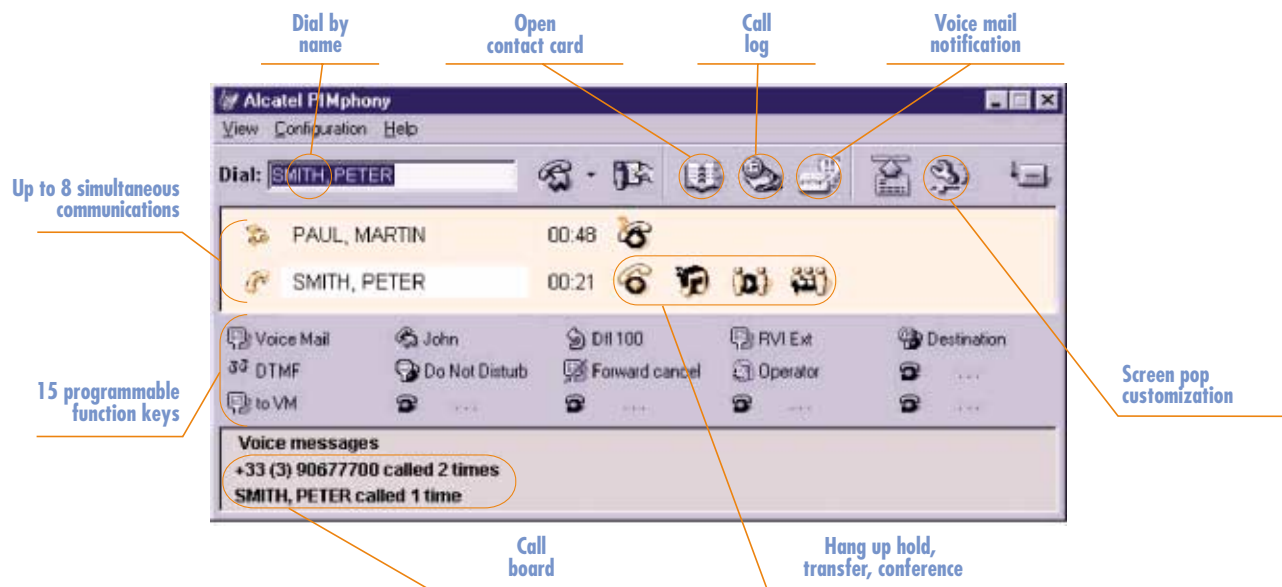 Dial by
name
Open
contact card
Call
log
Voice mail
notification
Alcatel PIMphony
View Configuration Help
Dial: SMITH, PETER
Up to 8 simultaneous
communications
PAUL, MARTIN 00:48
SMITH, PETER 00:21
Voice Mail John Dfl 100 RVI Ext Destination
DTMF Do Not Disturb Forward cancel Operator ...
to VM ... ... ... ...
15 programmable
function keys
Screen pop
customization
Voice messages
+33 (3) 90677700 called 2 times
SMITH, PETER called 1 time
Call
board
Hang up hold,
transfer, conference